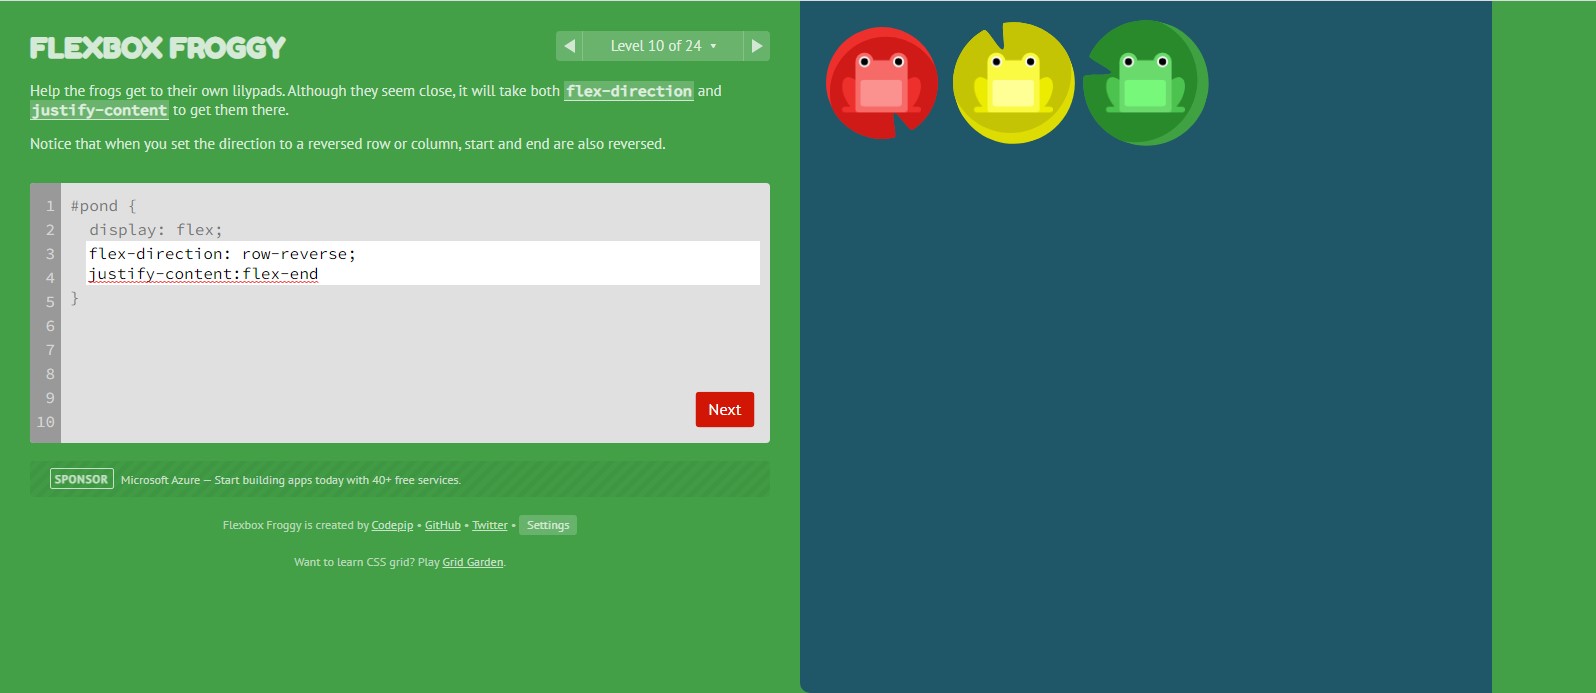 FLEXBOX FROGGY
◀ Level 10 of 24 ▾ ▶
Help the frogs get to their own lilypads. Although they seem close, it will take both flex-direction and
justify-content to get them there.
Notice that when you set the direction to a reversed row or column, start and end are also reversed.
1 #pond {
2 display: flex;
3 flex-direction: row-reverse;
4 justify-content:flex-end
5 }
6
7
8
9
10
Next
SPONSOR Microsoft Azure — Start building apps today with 40+ free services.
Flexbox Froggy is created by Codepip • GitHub • Twitter • Settings
Want to learn CSS grid? Play Grid Garden.